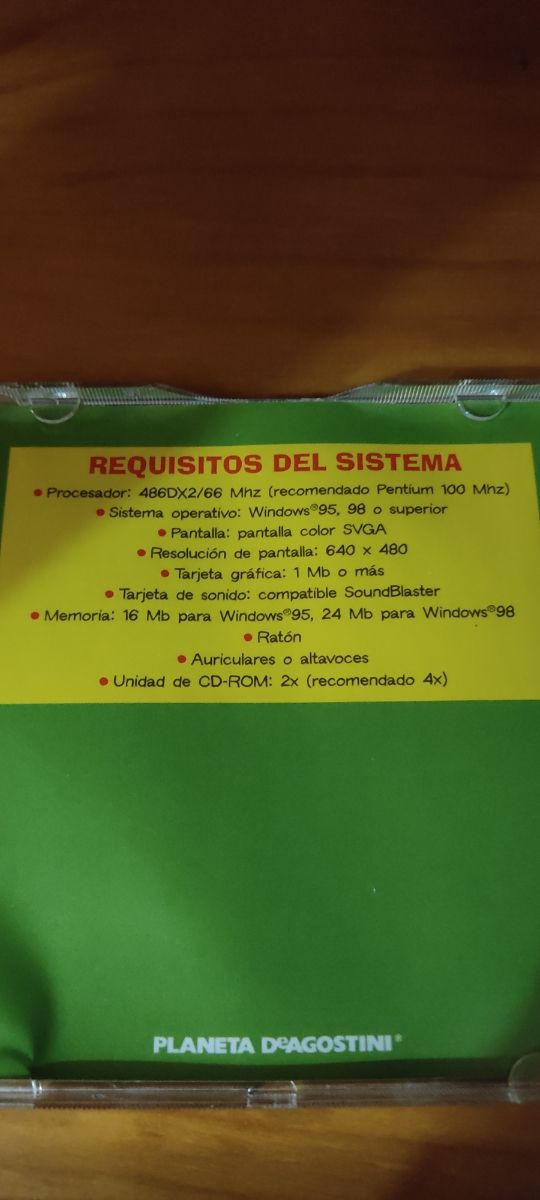 REQUISITOS DEL SISTEMA
• Procesador: 486DX2/66 Mhz (recomendado Pentium 100 Mhz)
• Sistema operativo: Windows®95, 98 o superior
• Pantalla: pantalla color SVGA
• Resolución de pantalla: 640 x 480
• Tarjeta gráfica: 1 Mb o más
• Tarjeta de sonido: compatible SoundBlaster
• Memoria: 16 Mb para Windows®95, 24 Mb para Windows®98
• Ratón
• Auriculares o altavoces
• Unidad de CD-ROM: 2x (recomendado 4x)
PLANETA DeAGOSTINI®